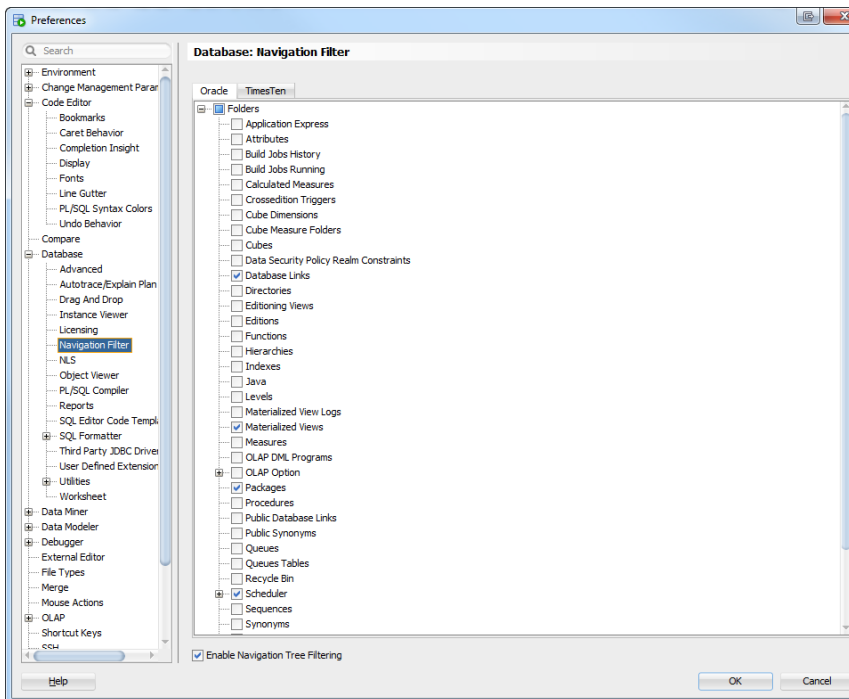 Preferences
Search
Environment
Change Management Parar
Code Editor
Bookmarks
Caret Behavior
Completion Insight
Display
Fonts
Line Gutter
PL/SQL Syntax Colors
Undo Behavior
Compare
Database
Advanced
Autotrace/Explain Plan
Drag And Drop
Instance Viewer
Licensing
Navigation Filter
NLS
Object Viewer
PL/SQL Compiler
Reports
SQL Editor Code Templa
SQL Formatter
Third Party JDBC Driver
User Defined Extension
Utilities
Worksheet
Data Miner
Data Modeler
Debugger
External Editor
File Types
Merge
Mouse Actions
OLAP
Shortcut Keys
SSH
Help
Database: Navigation Filter
Oracle TimesTen
Folders
Application Express
Attributes
Build Jobs History
Build Jobs Running
Calculated Measures
Crossedition Triggers
Cube Dimensions
Cube Measure Folders
Cubes
Data Security Policy Realm Constraints
Database Links
Directories
Editioning Views
Editions
Functions
Hierarchies
Indexes
Java
Levels
Materialized View Logs
Materialized Views
Measures
OLAP DML Programs
OLAP Option
Packages
Procedures
Public Database Links
Public Synonyms
Queues
Queues Tables
Recycle Bin
Scheduler
Sequences
Synonyms
Enable Navigation Tree Filtering
OK Cancel